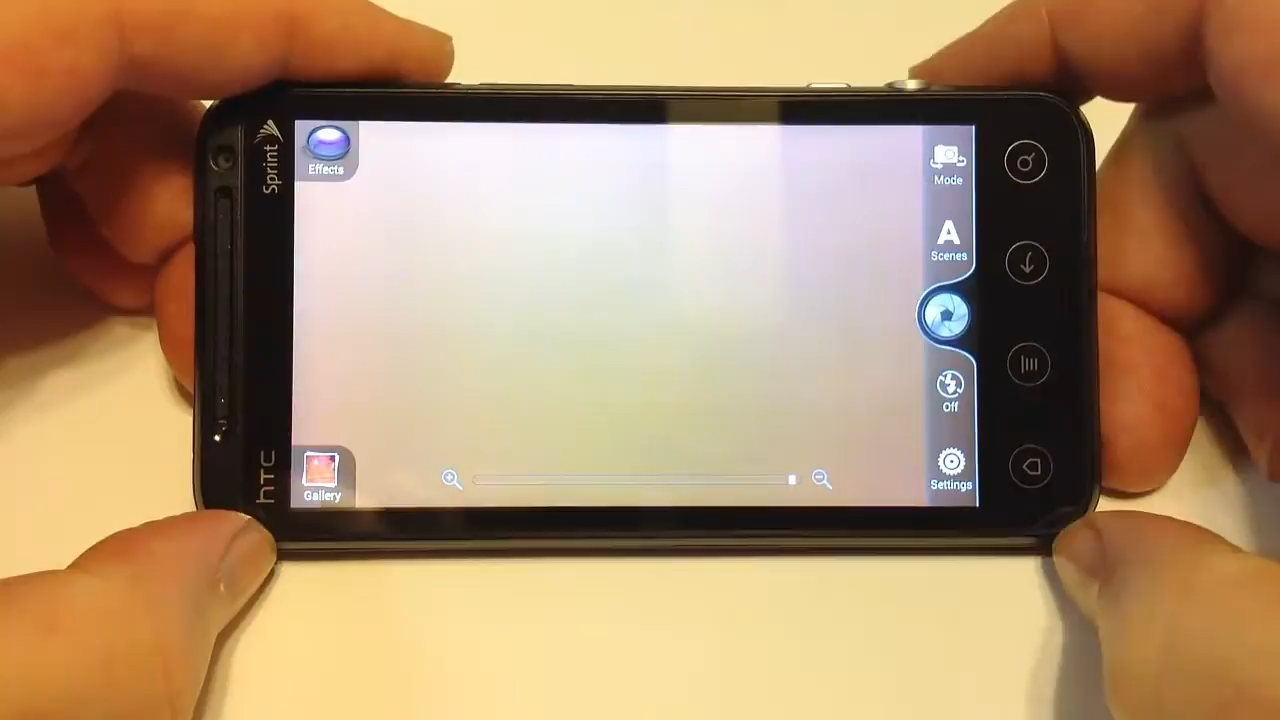 Sprint
Effects
Mode
A
Scenes
Off
hTC
Gallery
Settings